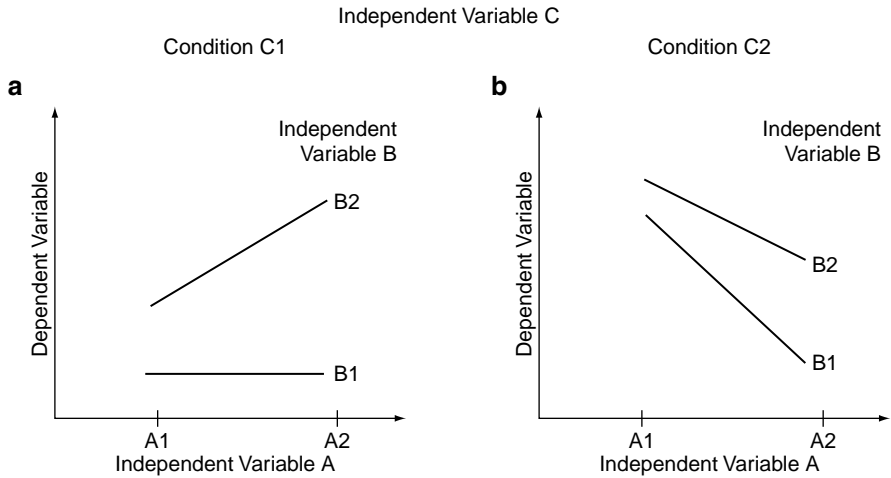 Independent Variable C
Condition C1
Condition C2
a
Independent
Variable B
B2
B1
Dependent Variable
A1
A2
Independent Variable A
b
Independent
Variable B
B2
B1
Dependent Variable
A1
A2
Independent Variable A